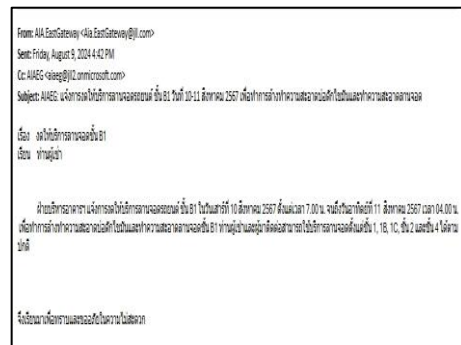 From: AIA.EastGateway <Aia.EastGateway@jll.com>
Sent: Friday, August 9, 2024 4:42 PM
Cc: AIAEG <aiaeg@jll2.onmicrosoft.com>
Subject: AIAEG: แจ้งการงดให้บริการลานจอดรถยนต์ ชั้น B1 วันที่ 10-11 สิงหาคม 2567 เพื่อทำการล้างทำความสะอาดบ่อดักไขมันและทำความสะอาดลานจอด
เรื่อง งดให้บริการลานจอดชั้น B1
เรียน ท่านผู้เช่า
ฝ่ายบริหารอาคารฯ แจ้งการงดให้บริการลานจอดรถยนต์ ชั้น B1 ในวันเสาร์ที่ 10 สิงหาคม 2567 ตั้งแต่เวลา 7.00 น. จนถึงวันอาทิตย์ที่ 11 สิงหาคม 2567 เวลา 04.00 น.
เพื่อทำการล้างทำความสะอาดบ่อดักไขมันและทำความสะอาดลานจอดชั้น B1 ท่านผู้เช่าและผู้มาติดต่อสามารถใช้บริการลานจอดตั้งแต่ชั้น 1, 1B, 1C, ชั้น 2 และชั้น 4 ได้ตาม
ปกติ
จึงเรียนมาเพื่อทราบและขออภัยในความไม่สะดวก